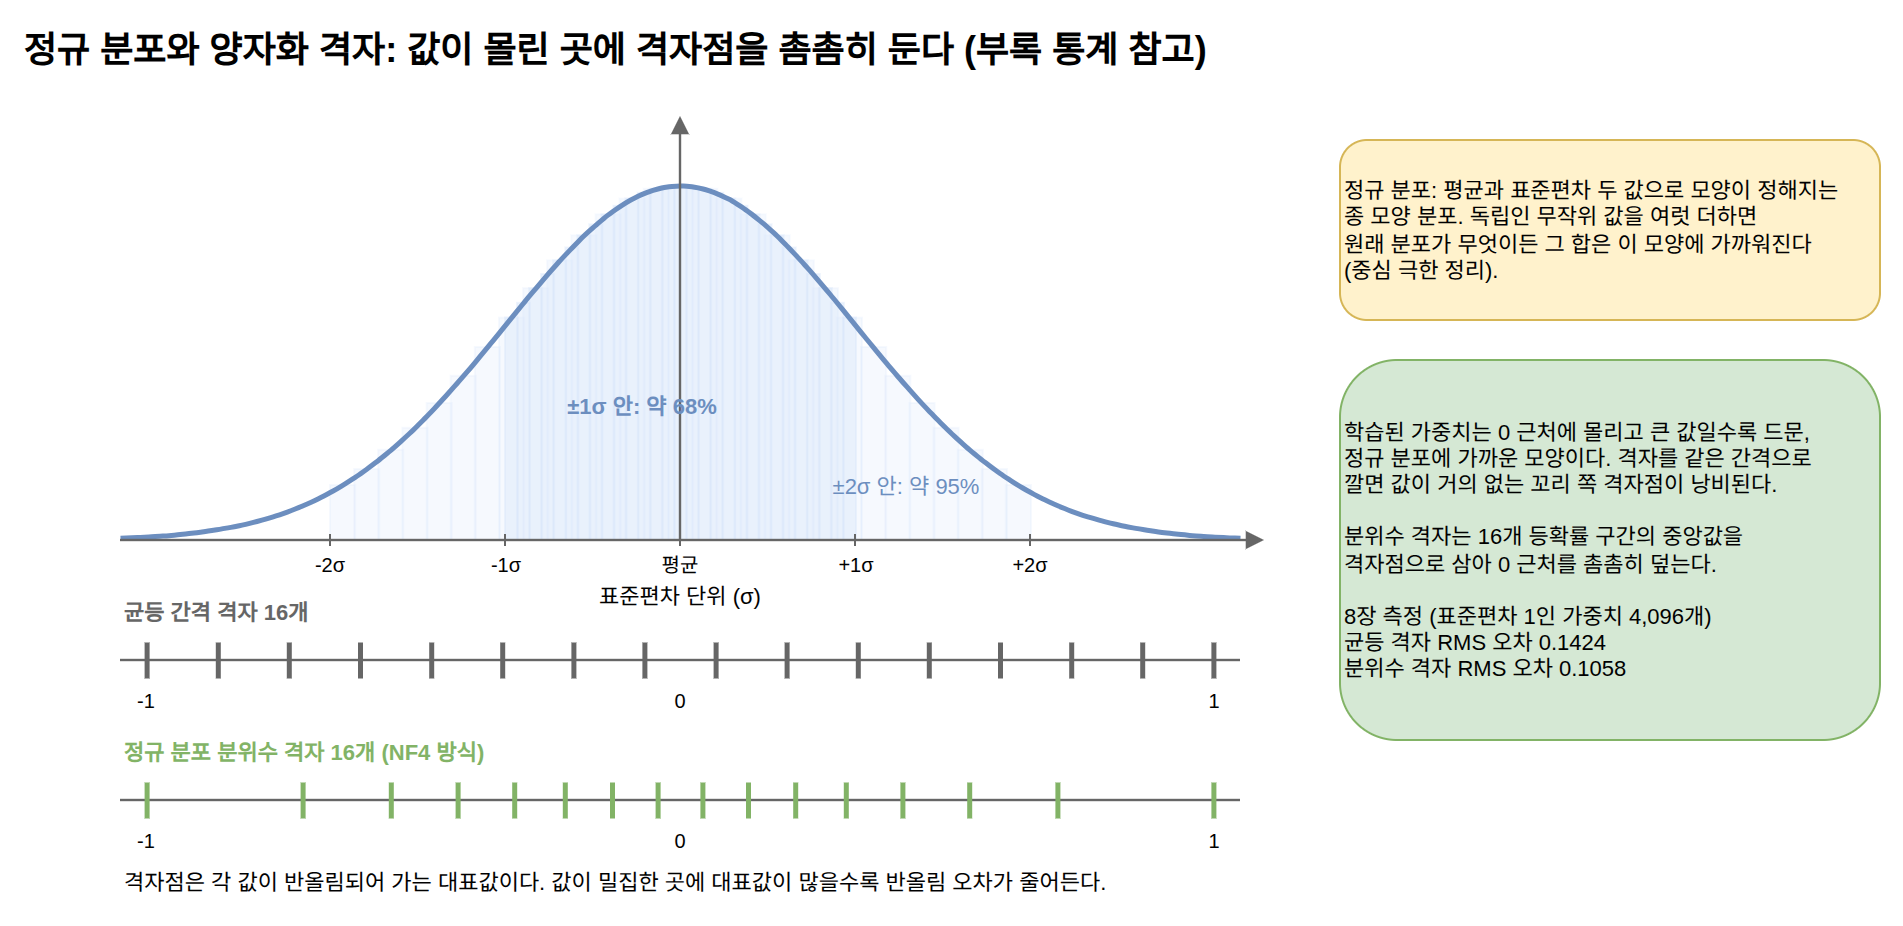 정규 분포와 양자화 격자: 값이 몰린 곳에 격자점을 촘촘히 둔다 (부록 통계 참고)
±1σ 안: 약 68%
±2σ 안: 약 95%
-2σ
-1σ
평균
+1σ
+2σ
표준편차 단위 (σ)
균등 간격 격자 16개
-1
0
1
정규 분포 분위수 격자 16개 (NF4 방식)
-1
0
1
격자점은 각 값이 반올림되어 가는 대표값이다. 값이 밀집한 곳에 대표값이 많을수록 반올림 오차가 줄어든다.
정규 분포: 평균과 표준편차 두 값으로 모양이 정해지는
종 모양 분포. 독립인 무작위 값을 여럿 더하면
원래 분포가 무엇이든 그 합은 이 모양에 가까워진다
(중심 극한 정리).
학습된 가중치는 0 근처에 몰리고 큰 값일수록 드문,
정규 분포에 가까운 모양이다. 격자를 같은 간격으로
깔면 값이 거의 없는 꼬리 쪽 격자점이 낭비된다.
분위수 격자는 16개 등확률 구간의 중앙값을
격자점으로 삼아 0 근처를 촘촘히 덮는다.
8장 측정 (표준편차 1인 가중치 4,096개)
균등 격자 RMS 오차 0.1424
분위수 격자 RMS 오차 0.1058